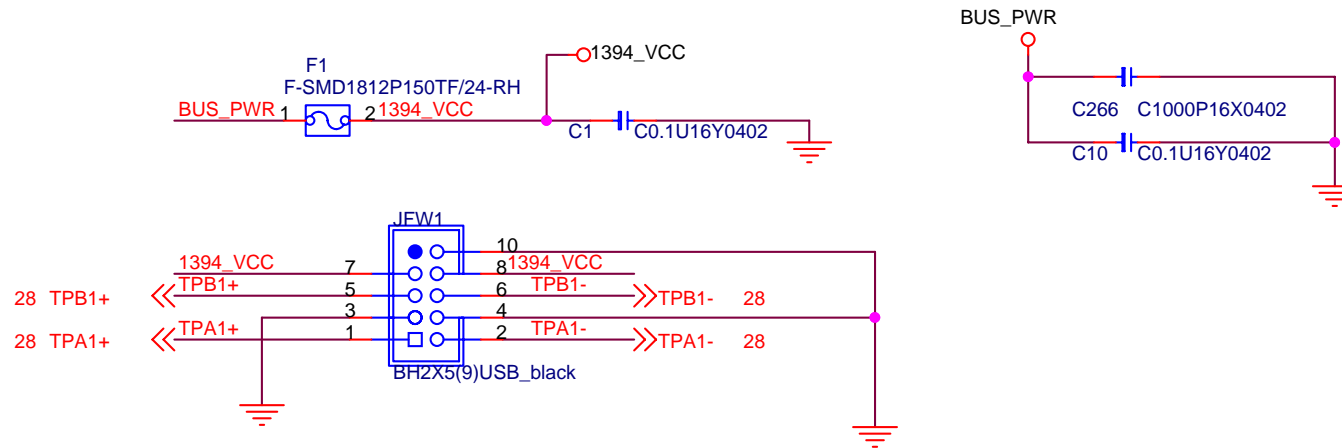 BUS_PWR
1394_VCC
F1
F-SMD1812P150TF/24-RH
BUS_PWR 1 2 1394_VCC
C1 C0.1U16Y0402
C266 C1000P16X0402
C10 C0.1U16Y0402
JFW1
10
1394_VCC 7 8 1394_VCC
28 TPB1+ TPB1+ 5 6 TPB1- TPB1- 28
3 4
28 TPA1+ TPA1+ 1 2 TPA1- TPA1- 28
BH2X5(9)USB_black